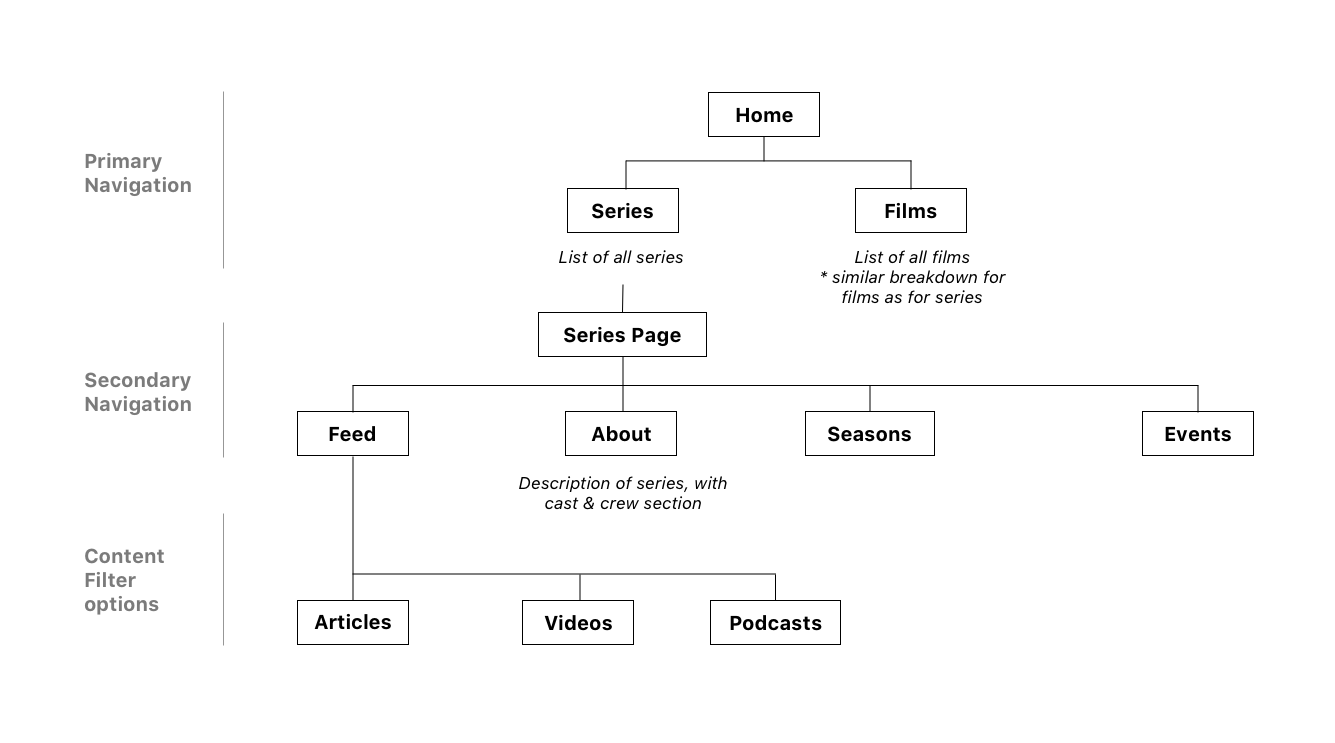 Home
Primary
Navigation
Series
Films
List of all series
List of all films
* similar breakdown for
films as for series
Series Page
Secondary
Navigation
Feed
About
Seasons
Events
Description of series, with
cast & crew section
Content
Filter
options
Articles
Videos
Podcasts